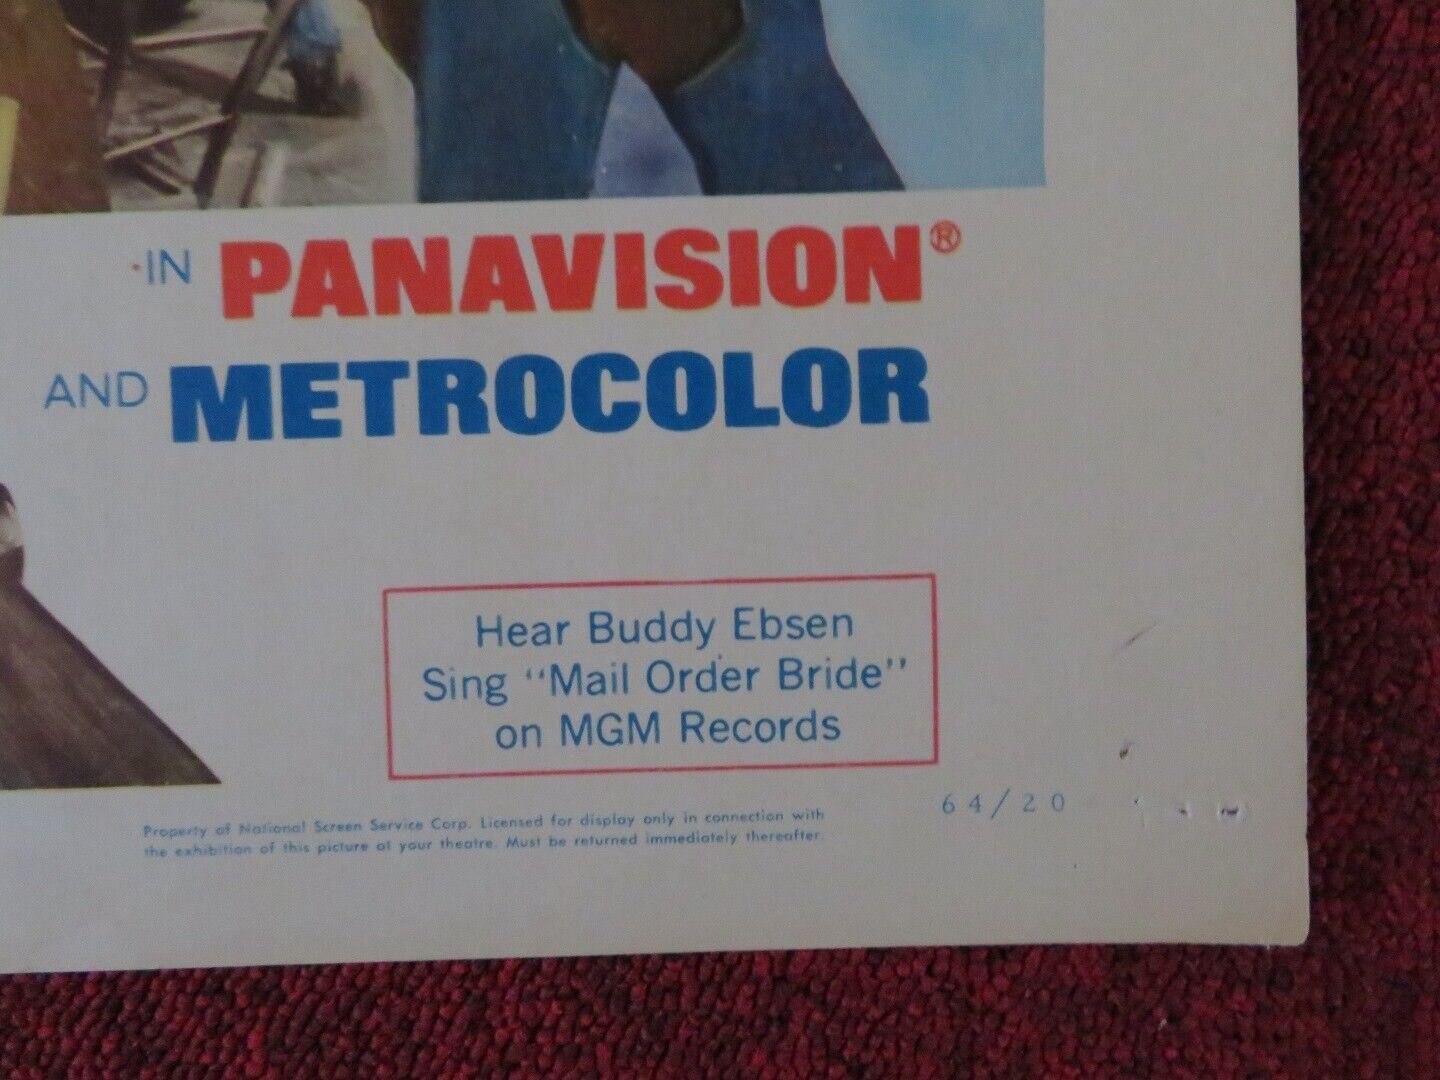 IN PANAVISION®
AND METROCOLOR
Hear Buddy Ebsen
Sing "Mail Order Bride"
on MGM Records
Property of National Screen Service Corp. Licensed for display only in connection with
the exhibition of this picture at your theatre. Must be returned immediately thereafter.
64/20